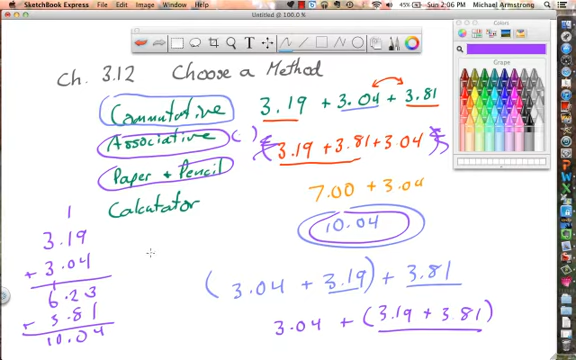 SketchBook Express File Edit Image Window Help 45% Sun 2:06 PM Michael Armstrong
Untitled @ 100.0 %
Colors
Grape
Ch. 3.12 Choose a Method
Commutative
3.19 + 3.04 + 3.81
Associative ( )
(3.19 + 3.81 + 3.04)
Paper + Pencil
7.00 + 3.04
Calculator
10.04
1
3.19
+ 3.04
1
6.23
+ 3.81
10.04
(3.04 + 3.19) + 3.81
3.04 + (3.19 + 3.81)